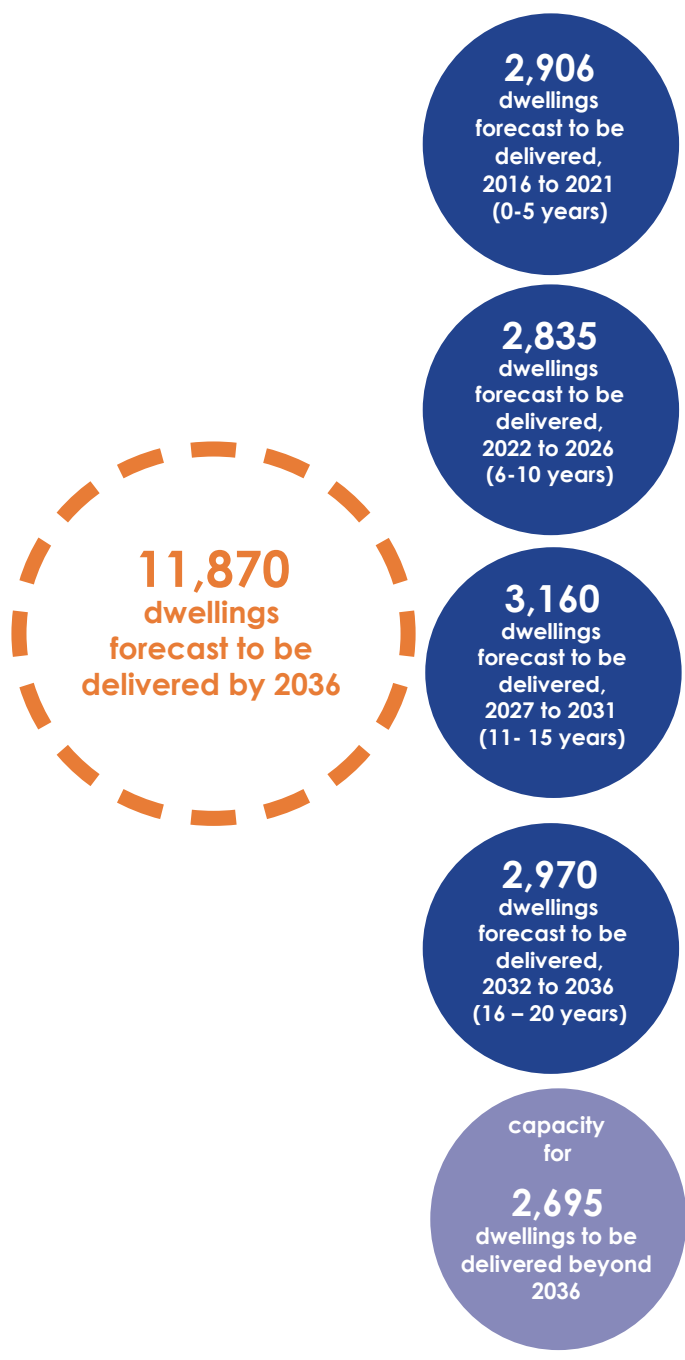 11,870
dwellings
forecast to be
delivered by 2036
2,906
dwellings
forecast to be
delivered,
2016 to 2021
(0-5 years)
2,835
dwellings
forecast to be
delivered,
2022 to 2026
(6-10 years)
3,160
dwellings
forecast to be
delivered,
2027 to 2031
(11- 15 years)
2,970
dwellings
forecast to be
delivered,
2032 to 2036
(16 – 20 years)
capacity
for
2,695
dwellings to be
delivered beyond
2036